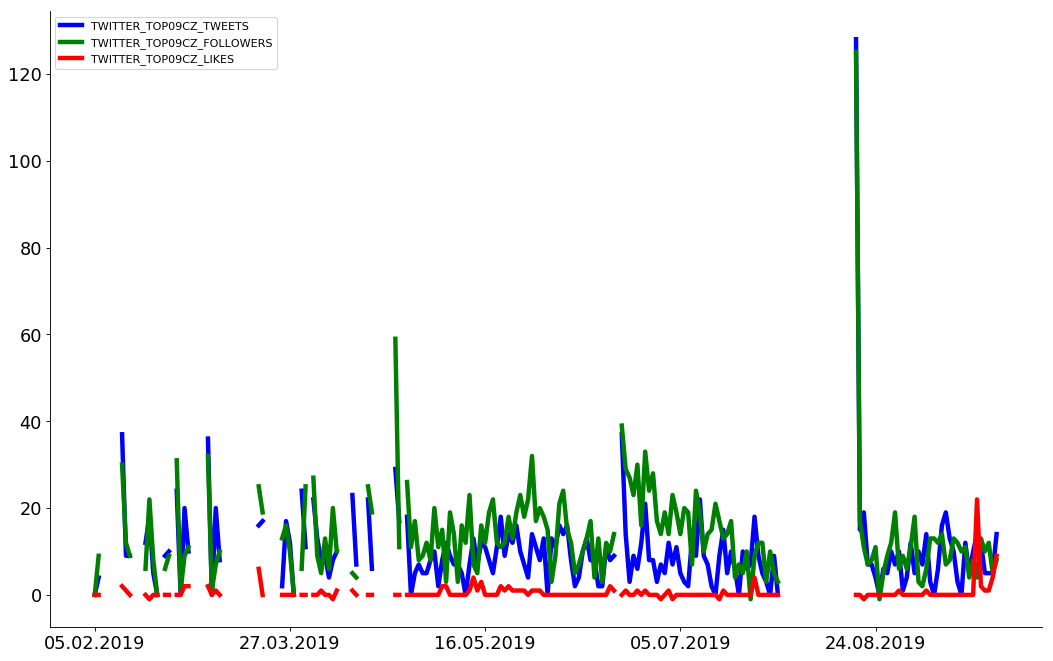 TWITTER_TOP09CZ_TWEETS
TWITTER_TOP09CZ_FOLLOWERS
TWITTER_TOP09CZ_LIKES
120
100
80
60
40
20
0
05.02.2019 27.03.2019 16.05.2019 05.07.2019 24.08.2019